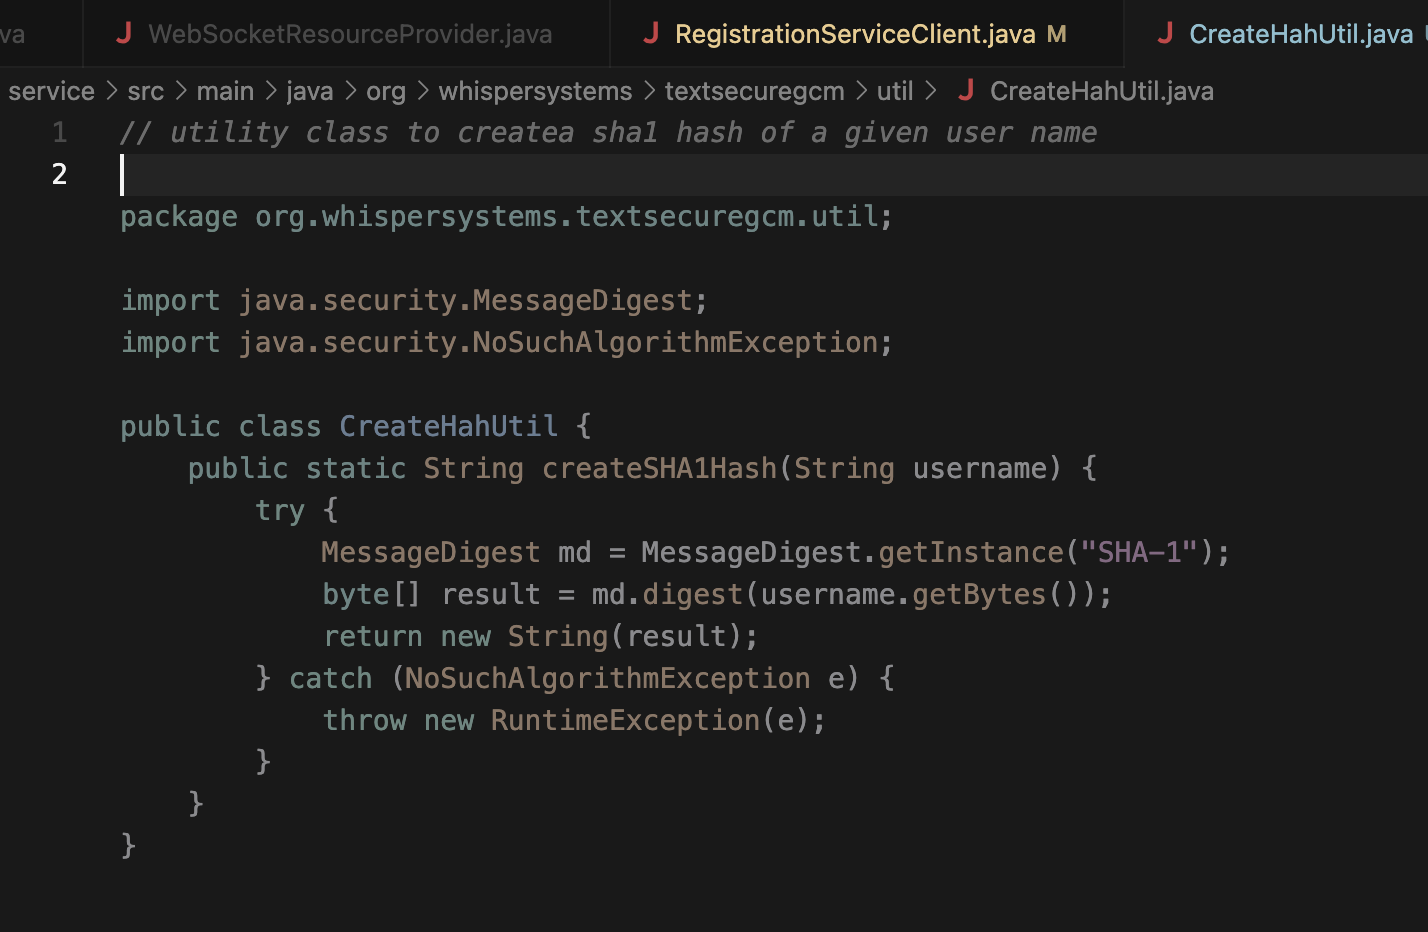 va WebSocketResourceProvider.java RegistrationServiceClient.java M CreateHahUtil.java
service > src > main > java > org > whispersystems > textsecuregcm > util > CreateHahUtil.java
1 // utility class to createa sha1 hash of a given user name
2
package org.whispersystems.textsecuregcm.util;
import java.security.MessageDigest;
import java.security.NoSuchAlgorithmException;
public class CreateHahUtil {
public static String createSHA1Hash(String username) {
try {
MessageDigest md = MessageDigest.getInstance("SHA-1");
byte[] result = md.digest(username.getBytes());
return new String(result);
} catch (NoSuchAlgorithmException e) {
throw new RuntimeException(e);
}
}
}